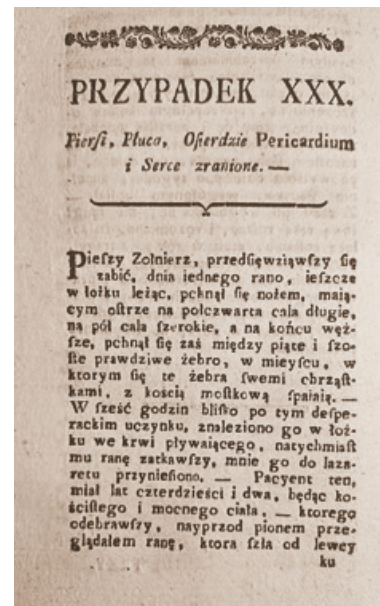 PRZYPADEK XXX.
Pierſi, Płuca, Oſierdzie Pericardium
i Serce zranione. —
Pieſzy Zołnierz, przedſięwziąwſzy ſię
zabić, dnia iednego rano, ieſzcze
w łożku leżąc, pchnął ſię nożem, maią-
cym oſtrze na polczwarta cala długie,
na pół cala ſzerokie, a na końcu węż-
ſze, pchnął ſię zaś między piąte i ſzo-
ſte prawdziwe żebro, w mieyſcu, w
ktorym ſię te żebra ſwemi chrząſt-
kami, z kością moſtkową ſpaiaią. —
W ſześć godzin bliſko po tym deſpe-
rackim uczynku, znaleziono go w łoż-
ku we krwi pływaiącego, natychmiaſt
mu ranę zatkawſzy, mnie go do laza-
retu przynieſiono. — Pacyent ten,
miał lat czterdzieści i dwa, będąc ko-
ściſtego i mocnego ciała, — ktorego
odebrawſzy, nayprzod pionem prze-
glądałem ranę, ktora ſzła od lewey
ku